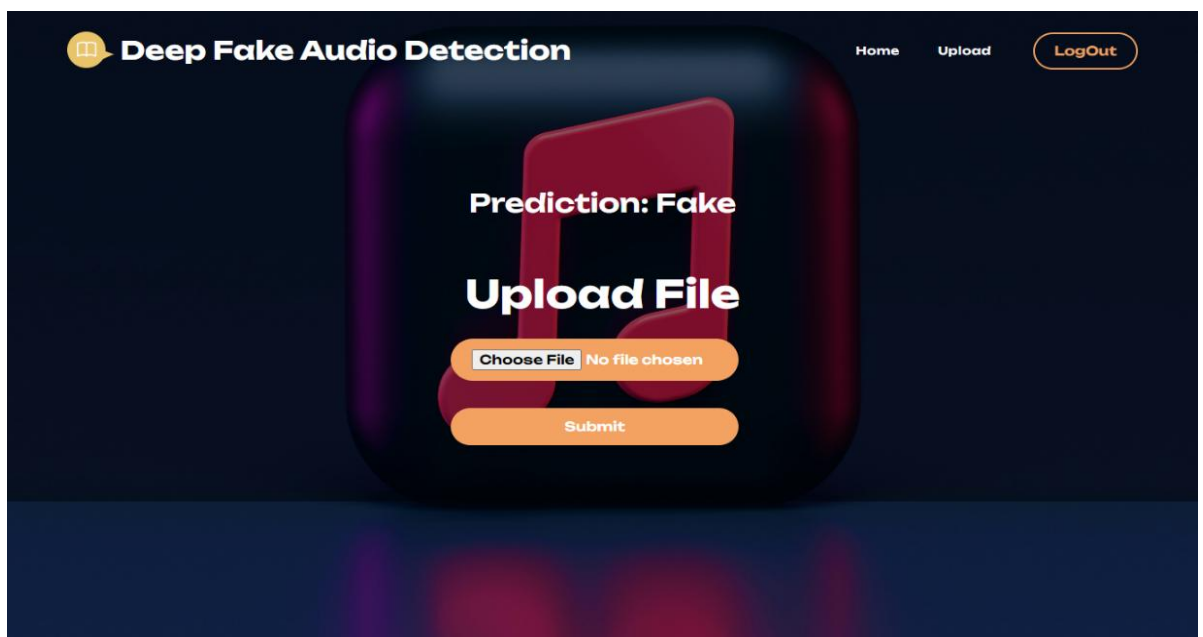 Deep Fake Audio Detection
Home Upload LogOut
Prediction: Fake
Upload File
Choose File No file chosen
Submit